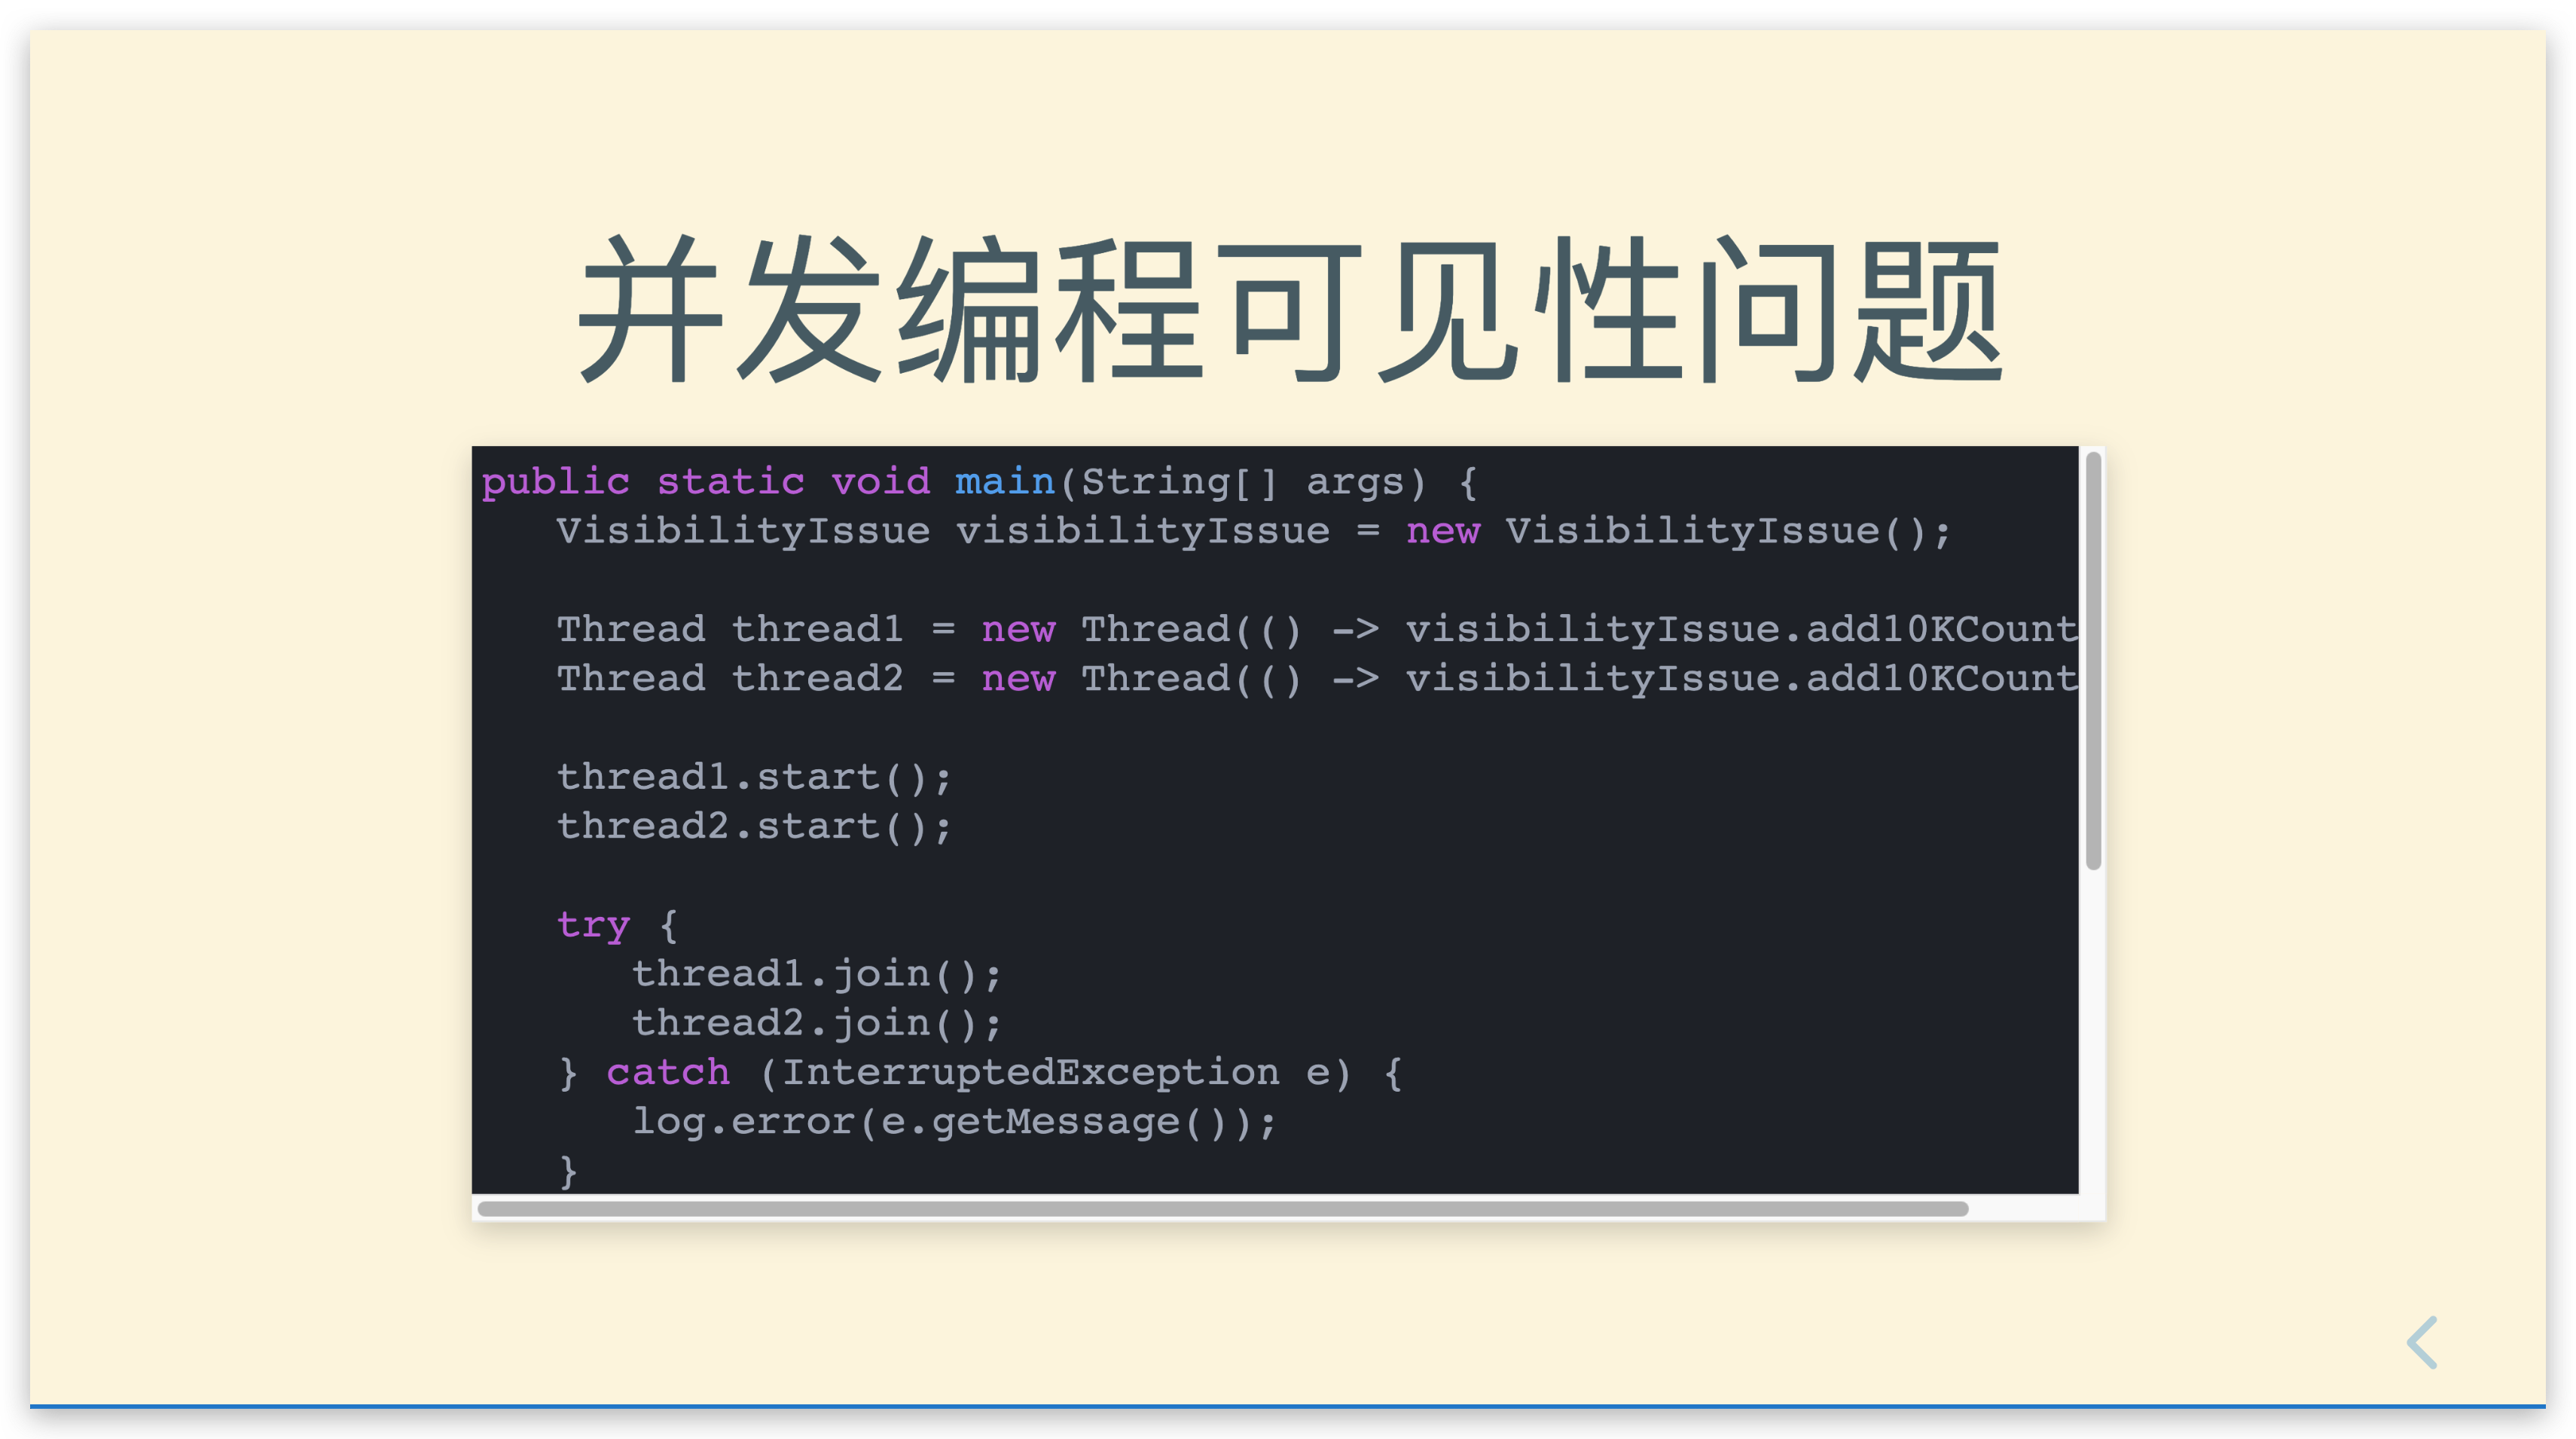 并发编程可见性问题
public static void main(String[] args) {
   VisibilityIssue visibilityIssue = new VisibilityIssue();
   Thread thread1 = new Thread(() -> visibilityIssue.add10KCount
   Thread thread2 = new Thread(() -> visibilityIssue.add10KCount
   thread1.start();
   thread2.start();
   try {
      thread1.join();
      thread2.join();
   } catch (InterruptedException e) {
      log.error(e.getMessage());
   }